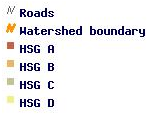 Roads
Watershed boundary
HSG A
HSG B
HSG C
HSG D